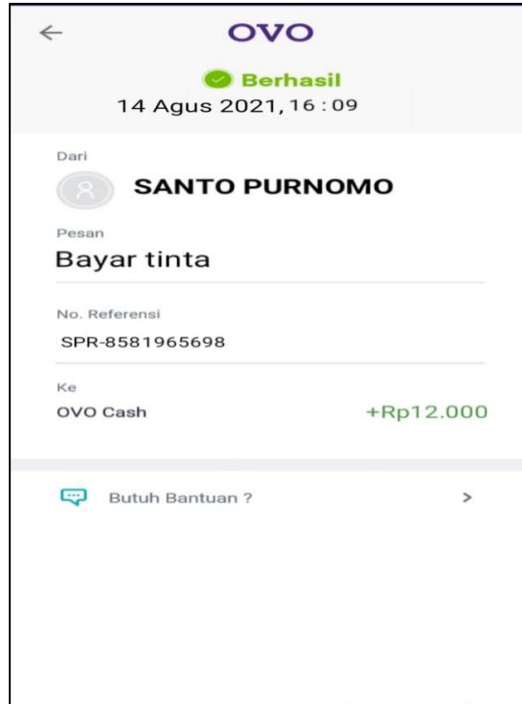 OVO
Berhasil
14 Agus 2021, 16 : 09
Dari
SANTO PURNOMO
Pesan
Bayar tinta
No. Referensi
SPR-8581965698
Ke
OVO Cash +Rp12.000
Butuh Bantuan ?